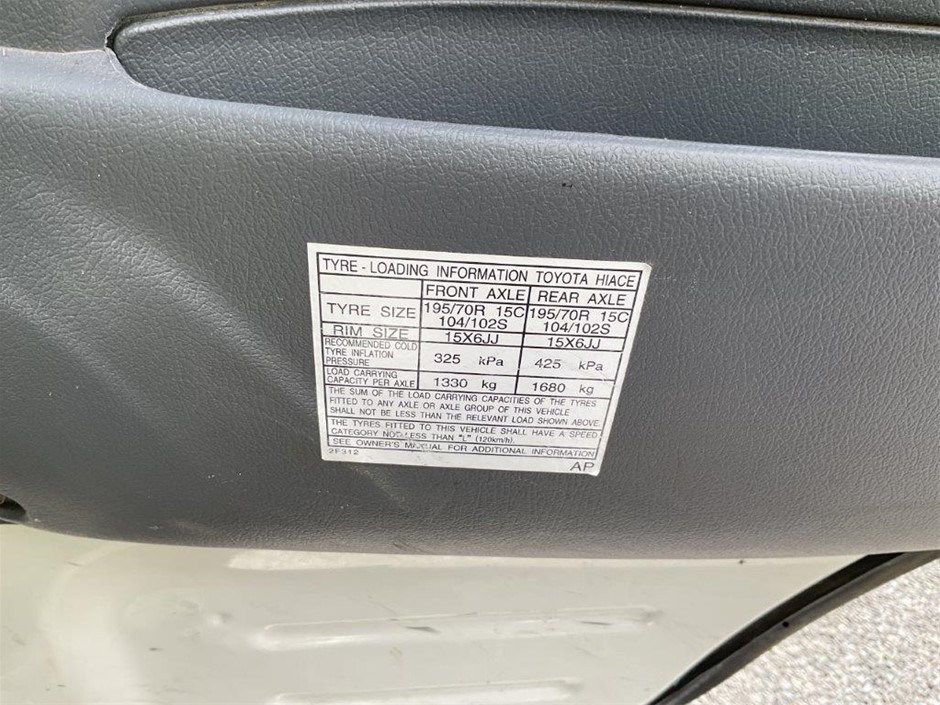 TYRE - LOADING INFORMATION TOYOTA HIACE
FRONT AXLE REAR AXLE
TYRE SIZE 195/70R 15C 104/102S 195/70R 15C 104/102S
RIM SIZE 15X6JJ 15X6JJ
RECOMMENDED COLD TYRE INFLATION PRESSURE 325 kPa 425 kPa
LOAD CARRYING CAPACITY PER AXLE 1330 kg 1680 kg
THE SUM OF THE LOAD CARRYING CAPACITIES OF THE TYRES
FITTED TO ANY AXLE OR AXLE GROUP OF THIS VEHICLE
SHALL NOT BE LESS THAN THE RELEVANT LOAD SHOWN ABOVE.
THE TYRES FITTED TO THIS VEHICLE SHALL HAVE A SPEED
CATEGORY NOT LESS THAN "L" (120km/h).
SEE OWNER'S MANUAL FOR ADDITIONAL INFORMATION
2F312 AP